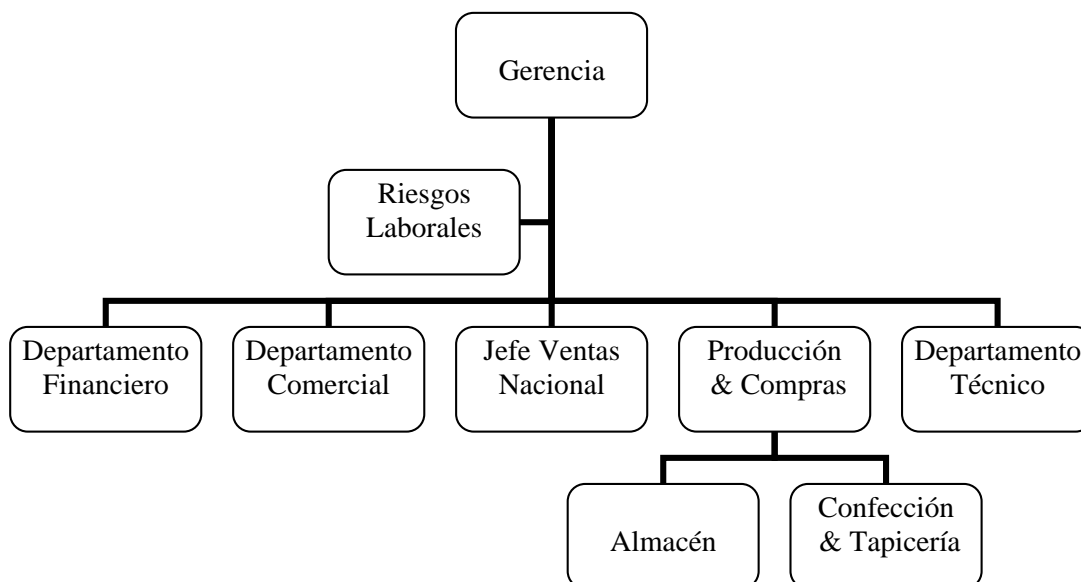 Gerencia
Riesgos
Laborales
Departamento
Financiero
Departamento
Comercial
Jefe Ventas
Nacional
Producción
& Compras
Departamento
Técnico
Almacén
Confección
& Tapicería